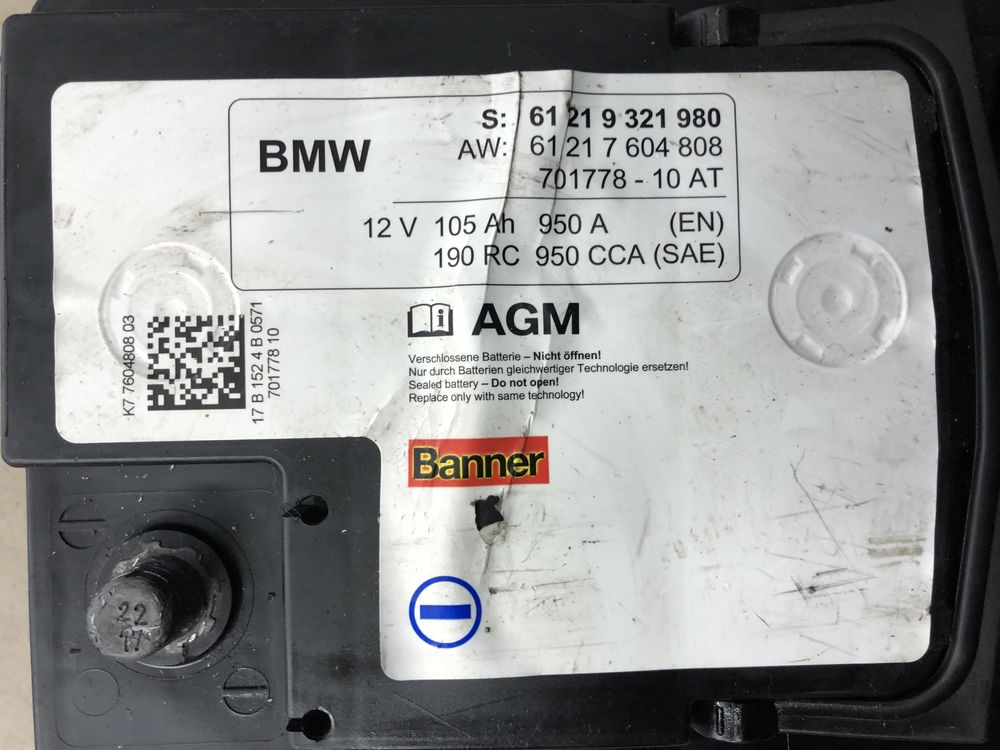 S: 61 21 9 321 980
BMW AW: 61 21 7 604 808
701778 - 10 AT
12 V 105 Ah 950 A (EN)
190 RC 950 CCA (SAE)
AGM
Verschlossene Batterie – Nicht öffnen!
Nur durch Batterien gleichwertiger Technologie ersetzen!
Sealed battery – Do not open!
Replace only with same technology!
K7 7604808 03
17 B 152 4 B 0571
701778 10
Banner
22
17